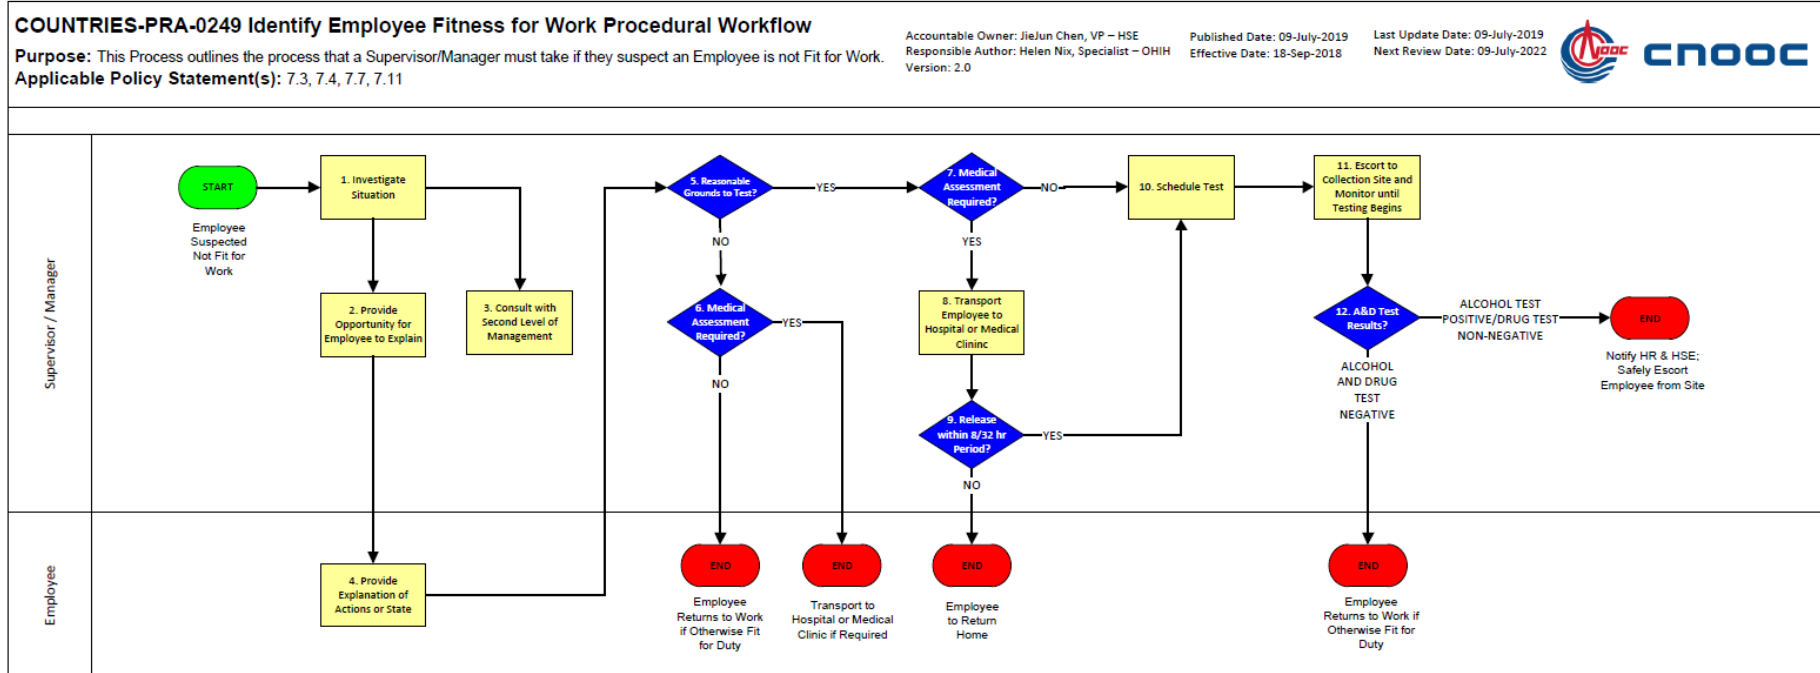 COUNTRIES-PRA-0249 Identify Employee Fitness for Work Procedural Workflow
Purpose: This Process outlines the process that a Supervisor/Manager must take if they suspect an Employee is not Fit for Work.
Applicable Policy Statement(s): 7.3, 7.4, 7.7, 7.11
Accountable Owner: JieJun Chen, VP – HSE
Responsible Author: Helen Nix, Specialist – OHIH
Version: 2.0
Published Date: 09-July-2019
Effective Date: 18-Sep-2018
Last Update Date: 09-July-2019
Next Review Date: 09-July-2022
CNOOC
cnooc
Supervisor / Manager
START
Employee
Suspected
Not Fit for
Work
1. Investigate
Situation
2. Provide
Opportunity for
Employee to Explain
3. Consult with
Second Level of
Management
5. Reasonable
Grounds to Test?
YES
NO
6. Medical
Assessment
Required?
YES
NO
7. Medical
Assessment
Required?
NO
YES
8. Transport
Employee to
Hospital or Medical
Clininc
9. Release
within 8/32 hr
Period?
YES
NO
10. Schedule Test
11. Escort to
Collection Site and
Monitor until
Testing Begins
12. A&D Test
Results?
ALCOHOL TEST
POSITIVE/DRUG TEST
NON-NEGATIVE
ALCOHOL
AND DRUG
TEST
NEGATIVE
END
Notify HR & HSE;
Safely Escort
Employee from Site
Employee
4. Provide
Explanation of
Actions or State
END
Employee
Returns to Work
if Otherwise Fit
for Duty
END
Transport to
Hospital or Medical
Clinic if Required
END
Employee
to Return
Home
END
Employee
Returns to Work if
Otherwise Fit for
Duty